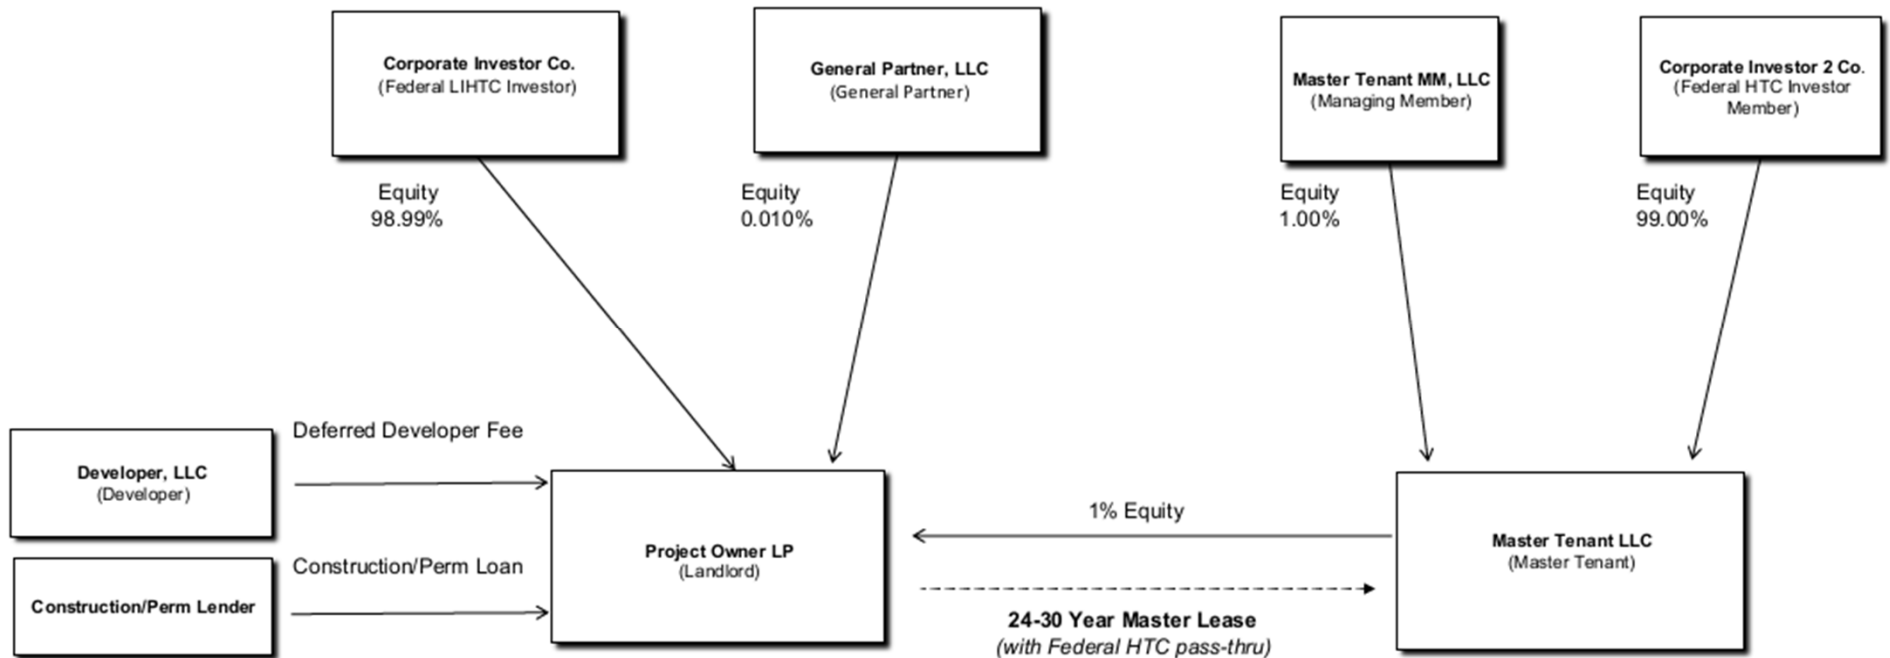 Corporate Investor Co.
(Federal LIHTC Investor)
General Partner, LLC
(General Partner)
Master Tenant MM, LLC
(Managing Member)
Corporate Investor 2 Co.
(Federal HTC Investor
Member)
Equity
98.99%
Equity
0.010%
Equity
1.00%
Equity
99.00%
Developer, LLC
(Developer)
Deferred Developer Fee
Construction/Perm Lender
Construction/Perm Loan
Project Owner LP
(Landlord)
1% Equity
24-30 Year Master Lease
(with Federal HTC pass-thru)
Master Tenant LLC
(Master Tenant)